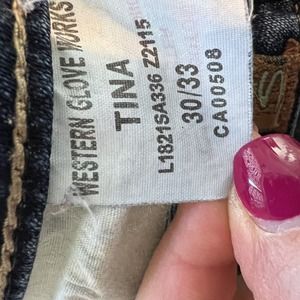 WESTERN GLOVE WORKS
TINA
L1821SA336 Z2115
30/33
CA00508